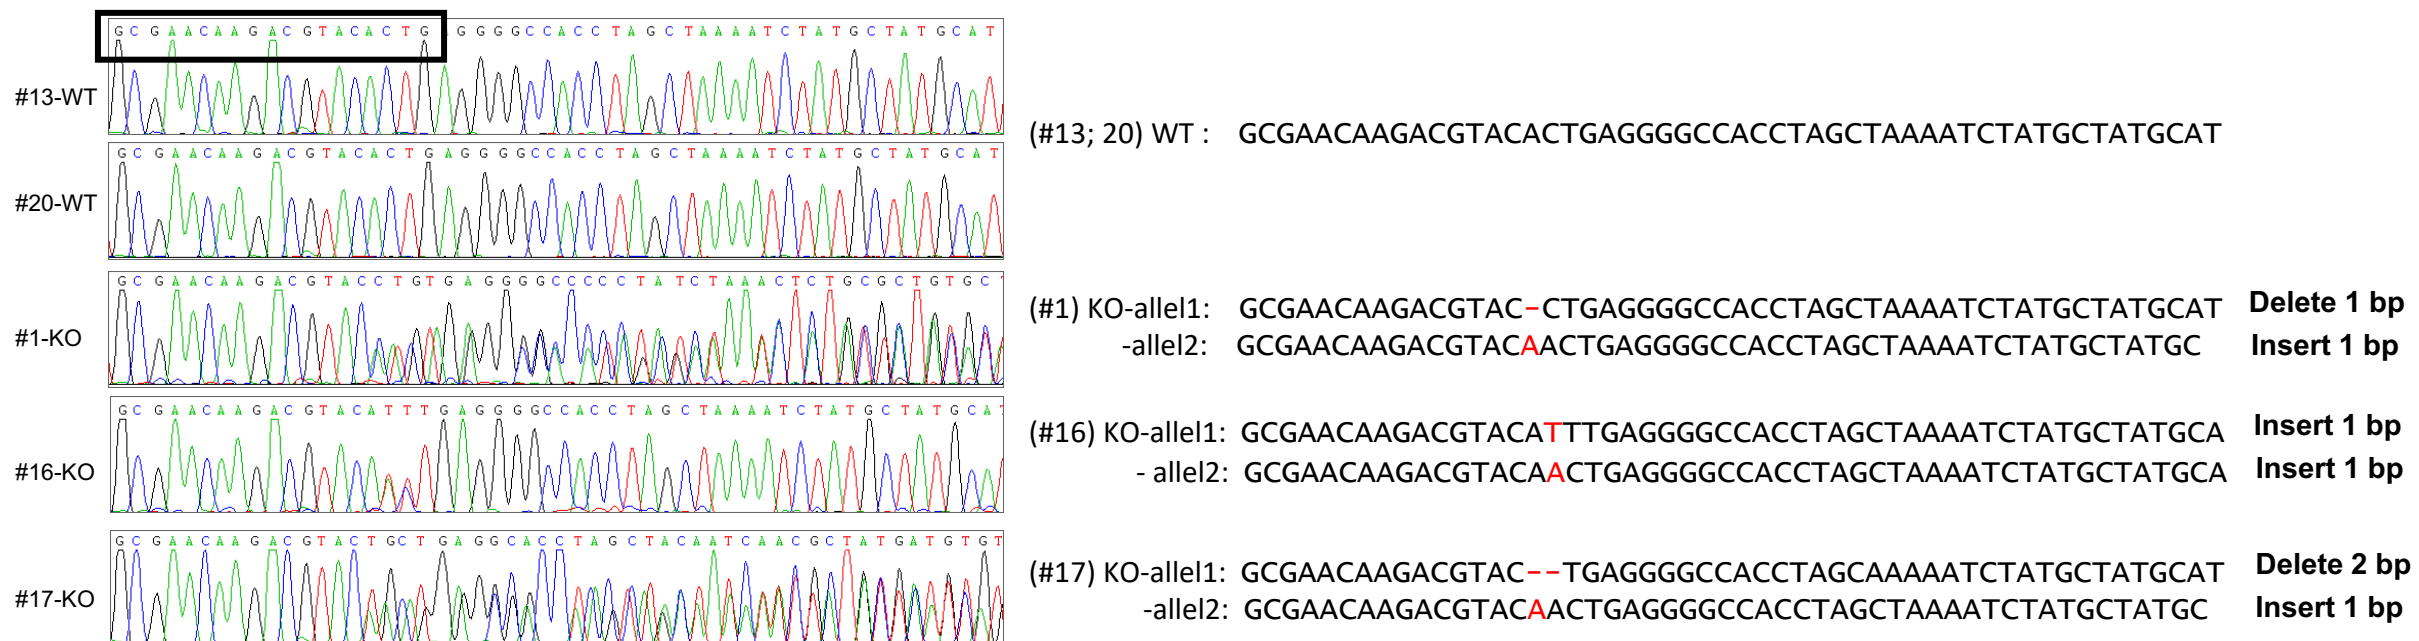 G C G A A C A A G A C G T A C A C T G A G G G G C C A C C T A G C T A A A A T C T A T G C T A T G C A T
#13-WT
(#13; 20) WT : GCGAACAAGACGTACACTGAGGGGCCACCTAGCTAAAATCTATGCTATGCAT
G C G A A C A A G A C G T A C A C T G A G G G G C C A C C T A G C T A A A A T C T A T G C T A T G C A T
#20-WT
G C G A A C A A G A C G T A C C T G T G A G G G G C C C C C T A T C T A A A C T C T G C G C T G T G C T
#1-KO
(#1) KO-allel1: GCGAACAAGACGTAC-CTGAGGGGCCACCTAGCTAAAATCTATGCTATGCAT Delete 1 bp
-allel2: GCGAACAAGACGTACAACTGAGGGGCCACCTAGCTAAAATCTATGCTATGC Insert 1 bp
G C G A A C A A G A C G T A C A T T T G A G G G G C C A C C T A G C T A A A A T C T A T G C T A T G C A T
#16-KO
(#16) KO-allel1: GCGAACAAGACGTACATTTGAGGGGCCACCTAGCTAAAATCTATGCTATGCA Insert 1 bp
- allel2: GCGAACAAGACGTACAACTGAGGGGCCACCTAGCTAAAATCTATGCTATGCA Insert 1 bp
G C G A A C A A G A C G T A C T G C T G A G G C A C C T A G C T A C A A T C A A C G C T A T G A T G T G T
#17-KO
(#17) KO-allel1: GCGAACAAGACGTAC--TGAGGGGCCACCTAGCAAAAATCTATGCTATGCAT Delete 2 bp
-allel2: GCGAACAAGACGTACAACTGAGGGGCCACCTAGCTAAAATCTATGCTATGC Insert 1 bp